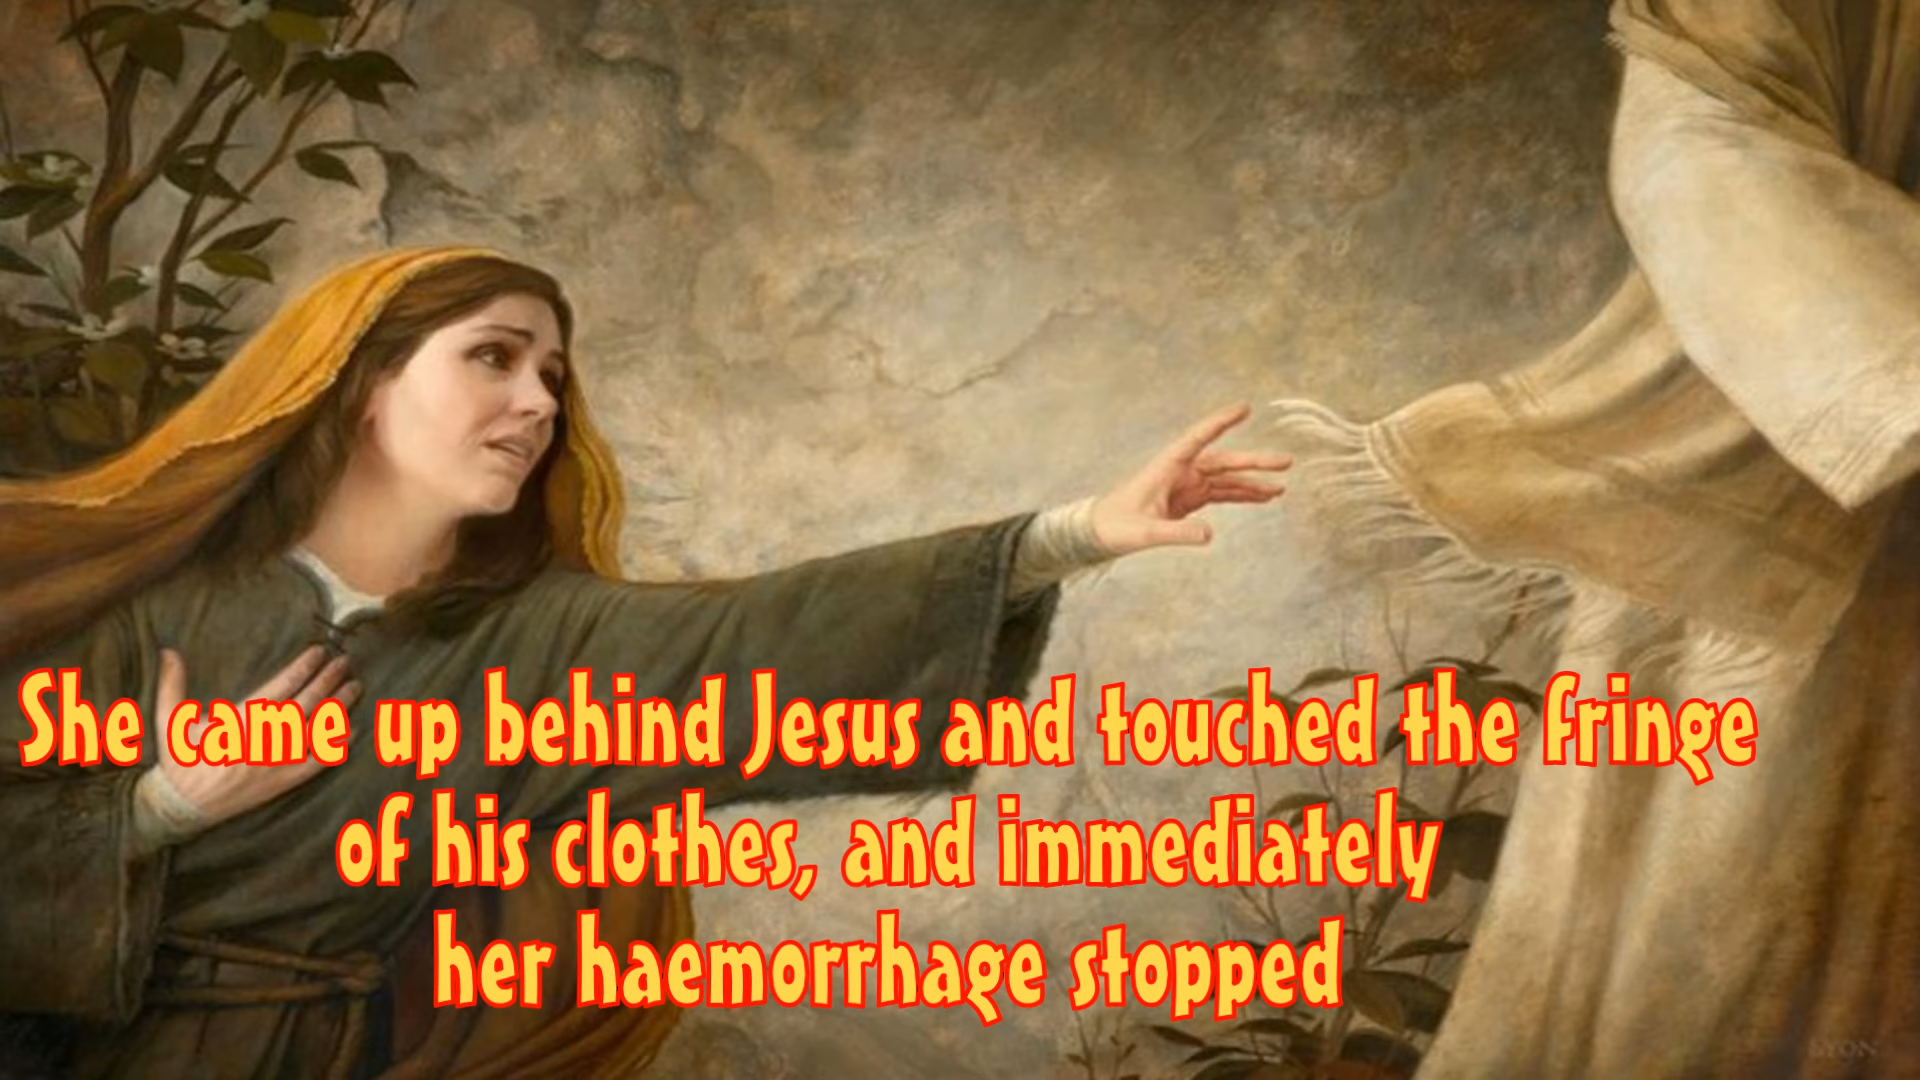 She came up behind Jesus and touched the fringe
of his clothes, and immediately
her haemorrhage stopped